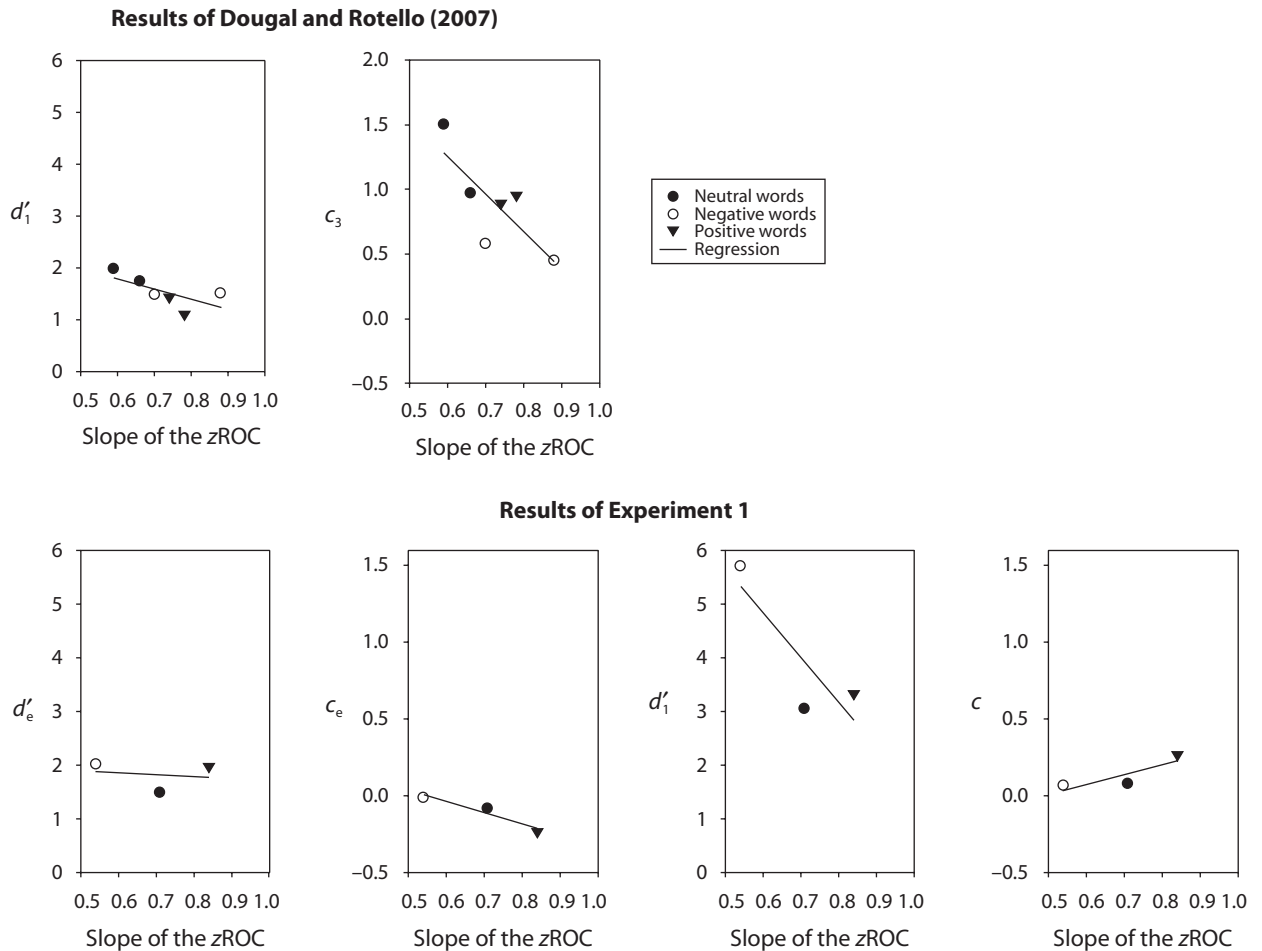 Results of Dougal and Rotello (2007)
6
5
4
3
2
1
0
d′1
0.5 0.6 0.7 0.8 0.9 1.0
Slope of the zROC
2.0
1.5
1.0
0.5
0.0
–0.5
c3
0.5 0.6 0.7 0.8 0.9 1.0
Slope of the zROC
Neutral words
Negative words
Positive words
Regression
Results of Experiment 1
6
5
4
3
2
1
0
d′e
0.5 0.6 0.7 0.8 0.9 1.0
Slope of the zROC
1.5
1.0
0.5
0.0
–0.5
ce
0.5 0.6 0.7 0.8 0.9 1.0
Slope of the zROC
6
5
4
3
2
1
0
d′1
0.5 0.6 0.7 0.8 0.9 1.0
Slope of the zROC
1.5
1.0
0.5
0.0
–0.5
c
0.5 0.6 0.7 0.8 0.9 1.0
Slope of the zROC